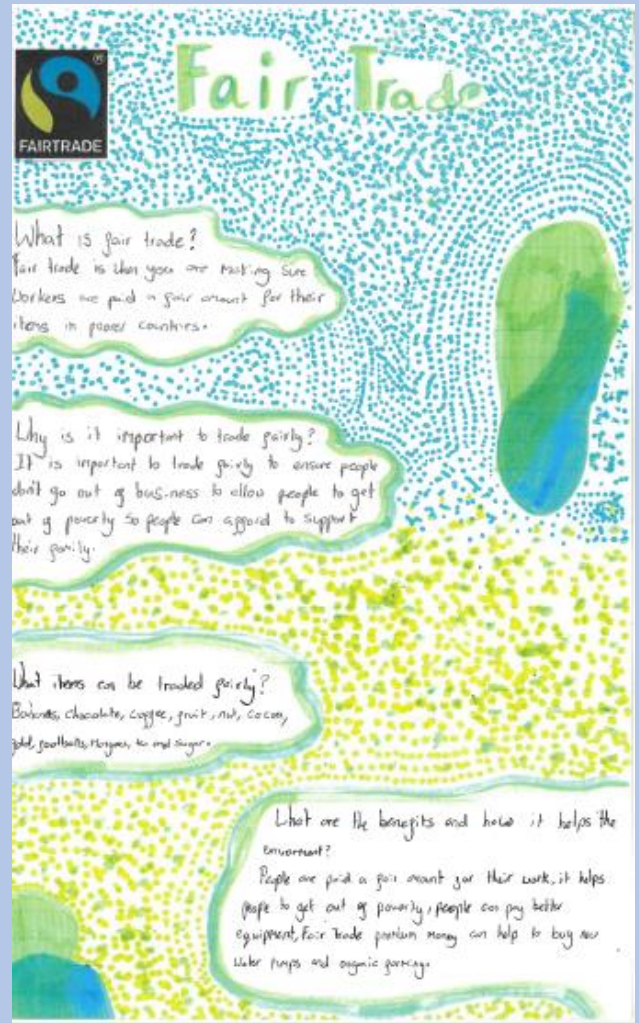 Fair Trade
FAIRTRADE
What is fair trade?
Fair trade is when you are making sure
Workers are paid a fair amount for their
items in poorer countries.
Why is it important to trade fairly?
It is important to trade fairly to ensure people
don't go out of business to allow people to get
out of poverty so people can afford to support
their family.
What items can be traded fairly?
Bananas, chocolate, coffee, fruit, nut, cocoa,
gold, footballs, tea and sugar.
What are the benefits and how it helps the
People are paid a fair amount for their work, it helps
people to get out of poverty, people can pay better
equipment, Fair Trade premium money can help to buy new
Water pumps and organic farming.